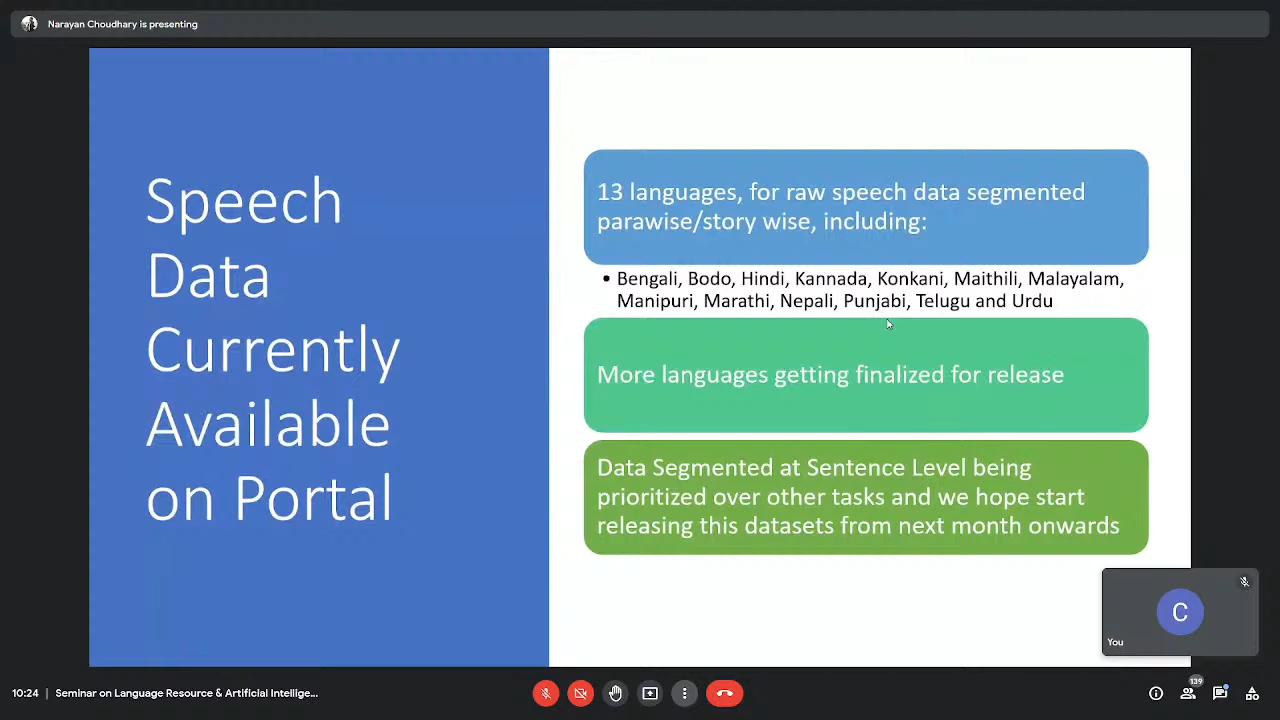 Narayan Choudhary is presenting
Speech
Data
Currently
Available
on Portal
13 languages, for raw speech data segmented
parawise/story wise, including:
• Bengali, Bodo, Hindi, Kannada, Konkani, Maithili, Malayalam,
Manipuri, Marathi, Nepali, Punjabi, Telugu and Urdu
More languages getting finalized for release
Data Segmented at Sentence Level being
prioritized over other tasks and we hope start
releasing this datasets from next month onwards
C
You
10:24 | Seminar on Language Resource & Artificial Intellige...
139